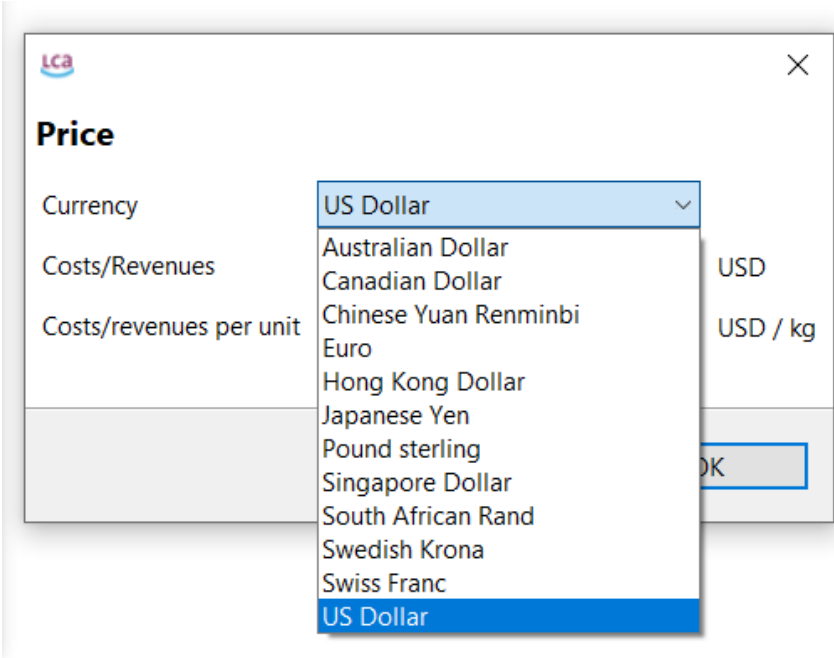 LCA
Price
Currency
US Dollar
Australian Dollar
Costs/Revenues
USD
Canadian Dollar
Chinese Yuan Renminbi
Costs/revenues per unit
USD / kg
Euro
Hong Kong Dollar
Japanese Yen
Pound sterling
Singapore Dollar
South African Rand
Swedish Krona
Swiss Franc
US Dollar